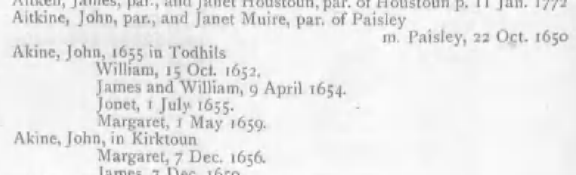 Aitken, James, par., and Janet Houstoun, par. of Houstoun p. 11 Jan. 1772
Aitkine, John, par., and Janet Muire, par. of Paisley
m. Paisley, 22 Oct. 1650
Akine, John, 1655 in Todhils
William, 15 Oct. 1652.
James and William, 9 April 1654.
Jonet, 1 July 1655.
Margaret, 1 May 1659.
Akine, John, in Kirktoun
Margaret, 7 Dec. 1656.
James, 7 Dec. 1659.